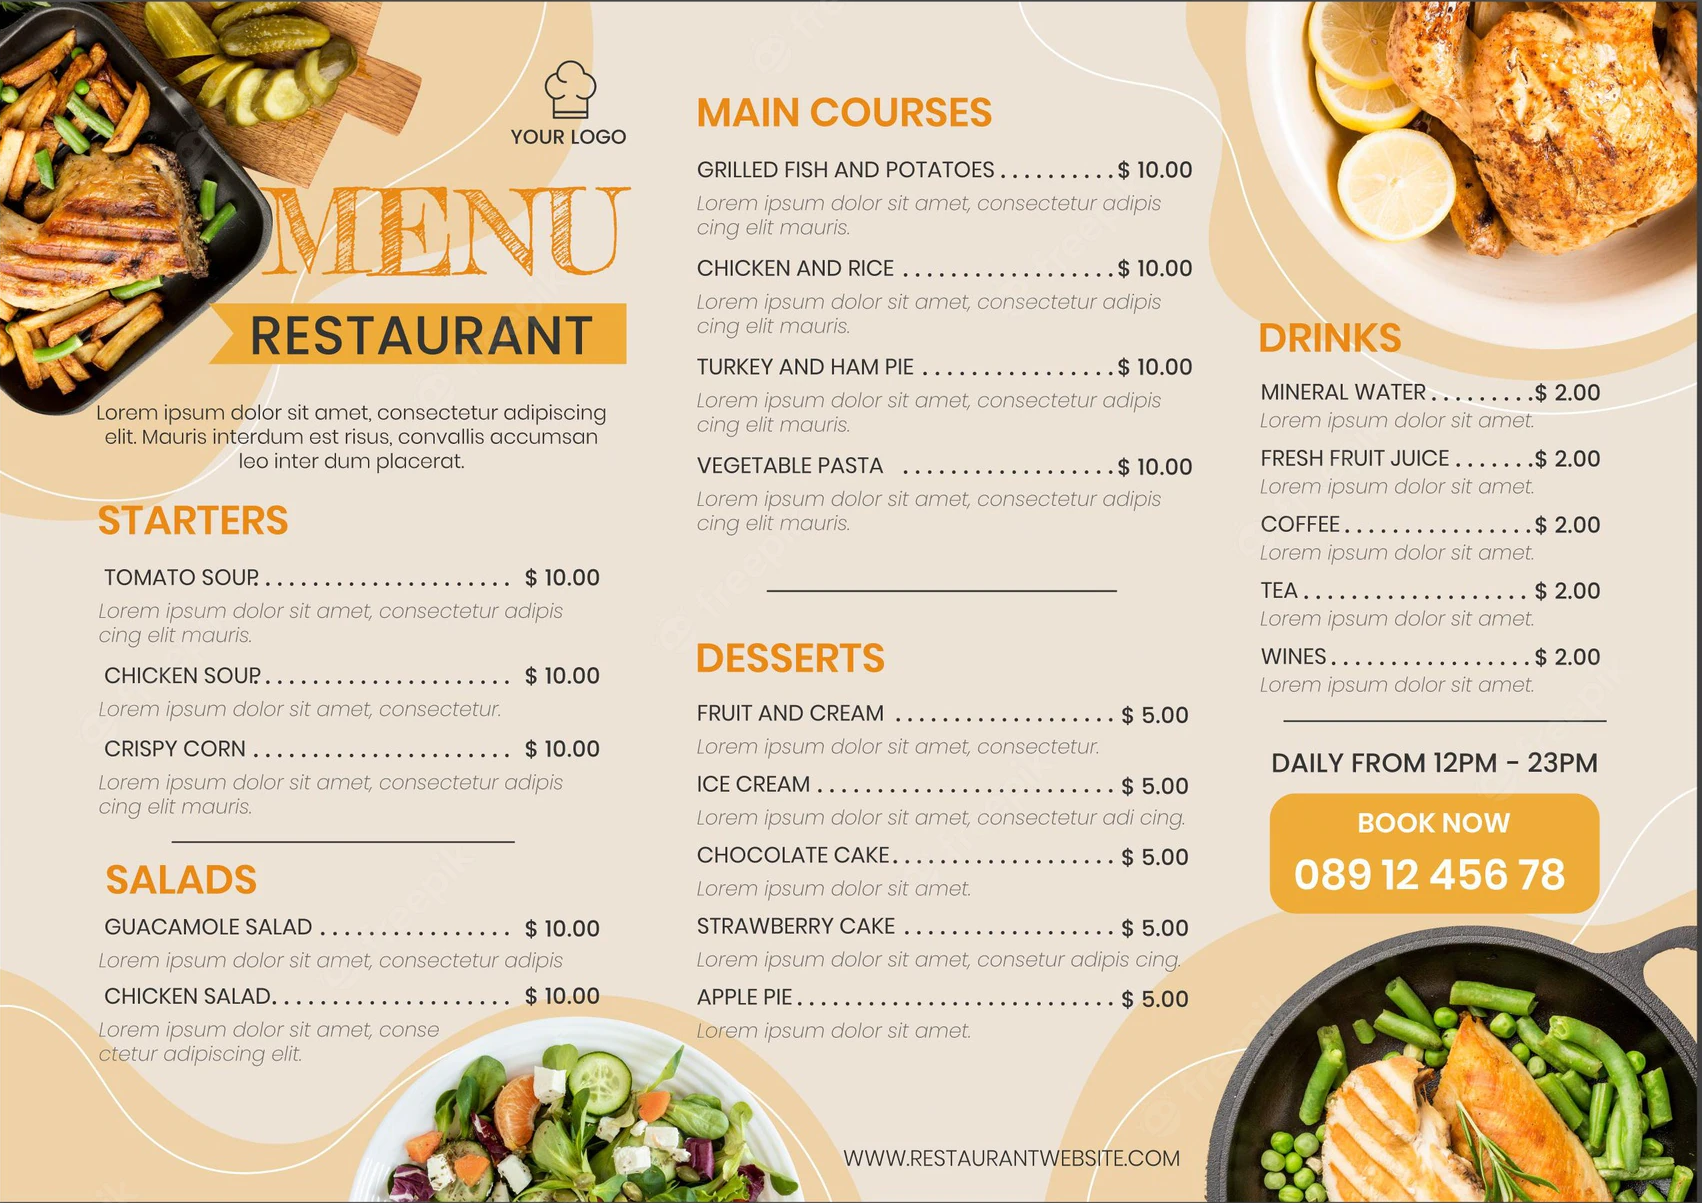 YOUR LOGO
MENU
RESTAURANT
Lorem ipsum dolor sit amet, consectetur adipiscing
elit. Mauris interdum est risus, convallis accumsan
leo inter dum placerat.
STARTERS
TOMATO SOUP..................... $ 10.00
Lorem ipsum dolor sit amet, consectetur adipis
cing elit mauris.
CHICKEN SOUP..................... $ 10.00
Lorem ipsum dolor sit amet, consectetur.
CRISPY CORN ...................... $ 10.00
Lorem ipsum dolor sit amet, consectetur adipis
cing elit mauris.
SALADS
GUACAMOLE SALAD ................ $ 10.00
Lorem ipsum dolor sit amet, consectetur adipis
CHICKEN SALAD.................... $ 10.00
Lorem ipsum dolor sit amet, conse
ctetur adipiscing elit.
MAIN COURSES
GRILLED FISH AND POTATOES ..........$ 10.00
Lorem ipsum dolor sit amet, consectetur adipis
cing elit mauris.
CHICKEN AND RICE ..................$ 10.00
Lorem ipsum dolor sit amet, consectetur adipis
cing elit mauris.
TURKEY AND HAM PIE ................$ 10.00
Lorem ipsum dolor sit amet, consectetur adipis
cing elit mauris.
VEGETABLE PASTA ..................$ 10.00
Lorem ipsum dolor sit amet, consectetur adipis
cing elit mauris.
DESSERTS
FRUIT AND CREAM ................... $ 5.00
Lorem ipsum dolor sit amet, consectetur.
ICE CREAM ......................... $ 5.00
Lorem ipsum dolor sit amet, consectetur adi cing.
CHOCOLATE CAKE................... $ 5.00
Lorem ipsum dolor sit amet.
STRAWBERRY CAKE .................. $ 5.00
Lorem ipsum dolor sit amet, consetur adipis cing.
APPLE PIE........................... $ 5.00
Lorem ipsum dolor sit amet.
WWW.RESTAURANTWEBSITE.COM
DRINKS
MINERAL WATER.........$ 2.00
Lorem ipsum dolor sit amet.
FRESH FRUIT JUICE.......$ 2.00
Lorem ipsum dolor sit amet.
COFFEE................$ 2.00
Lorem ipsum dolor sit amet.
TEA....................$ 2.00
Lorem ipsum dolor sit amet.
WINES.................$ 2.00
Lorem ipsum dolor sit amet.
DAILY FROM 12PM - 23PM
BOOK NOW
089 12 456 78